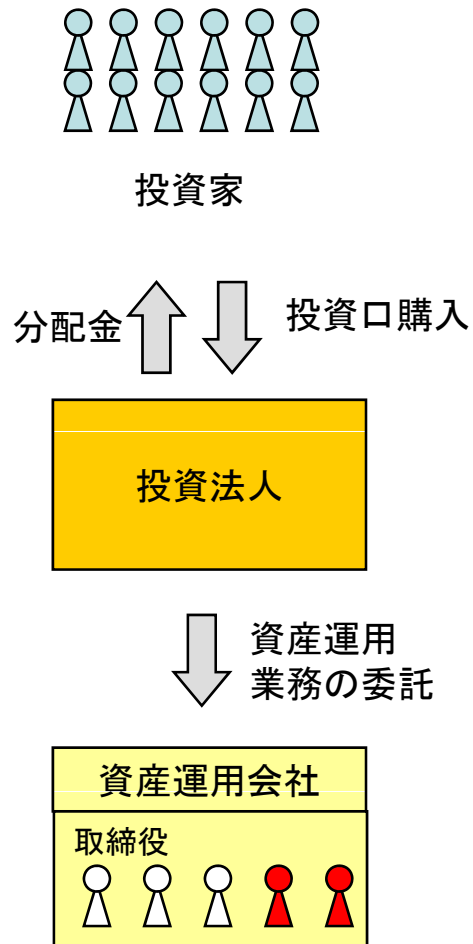 投資家
分配金
投資口購入
投資法人
資産運用
業務の委託
資産運用会社
取締役